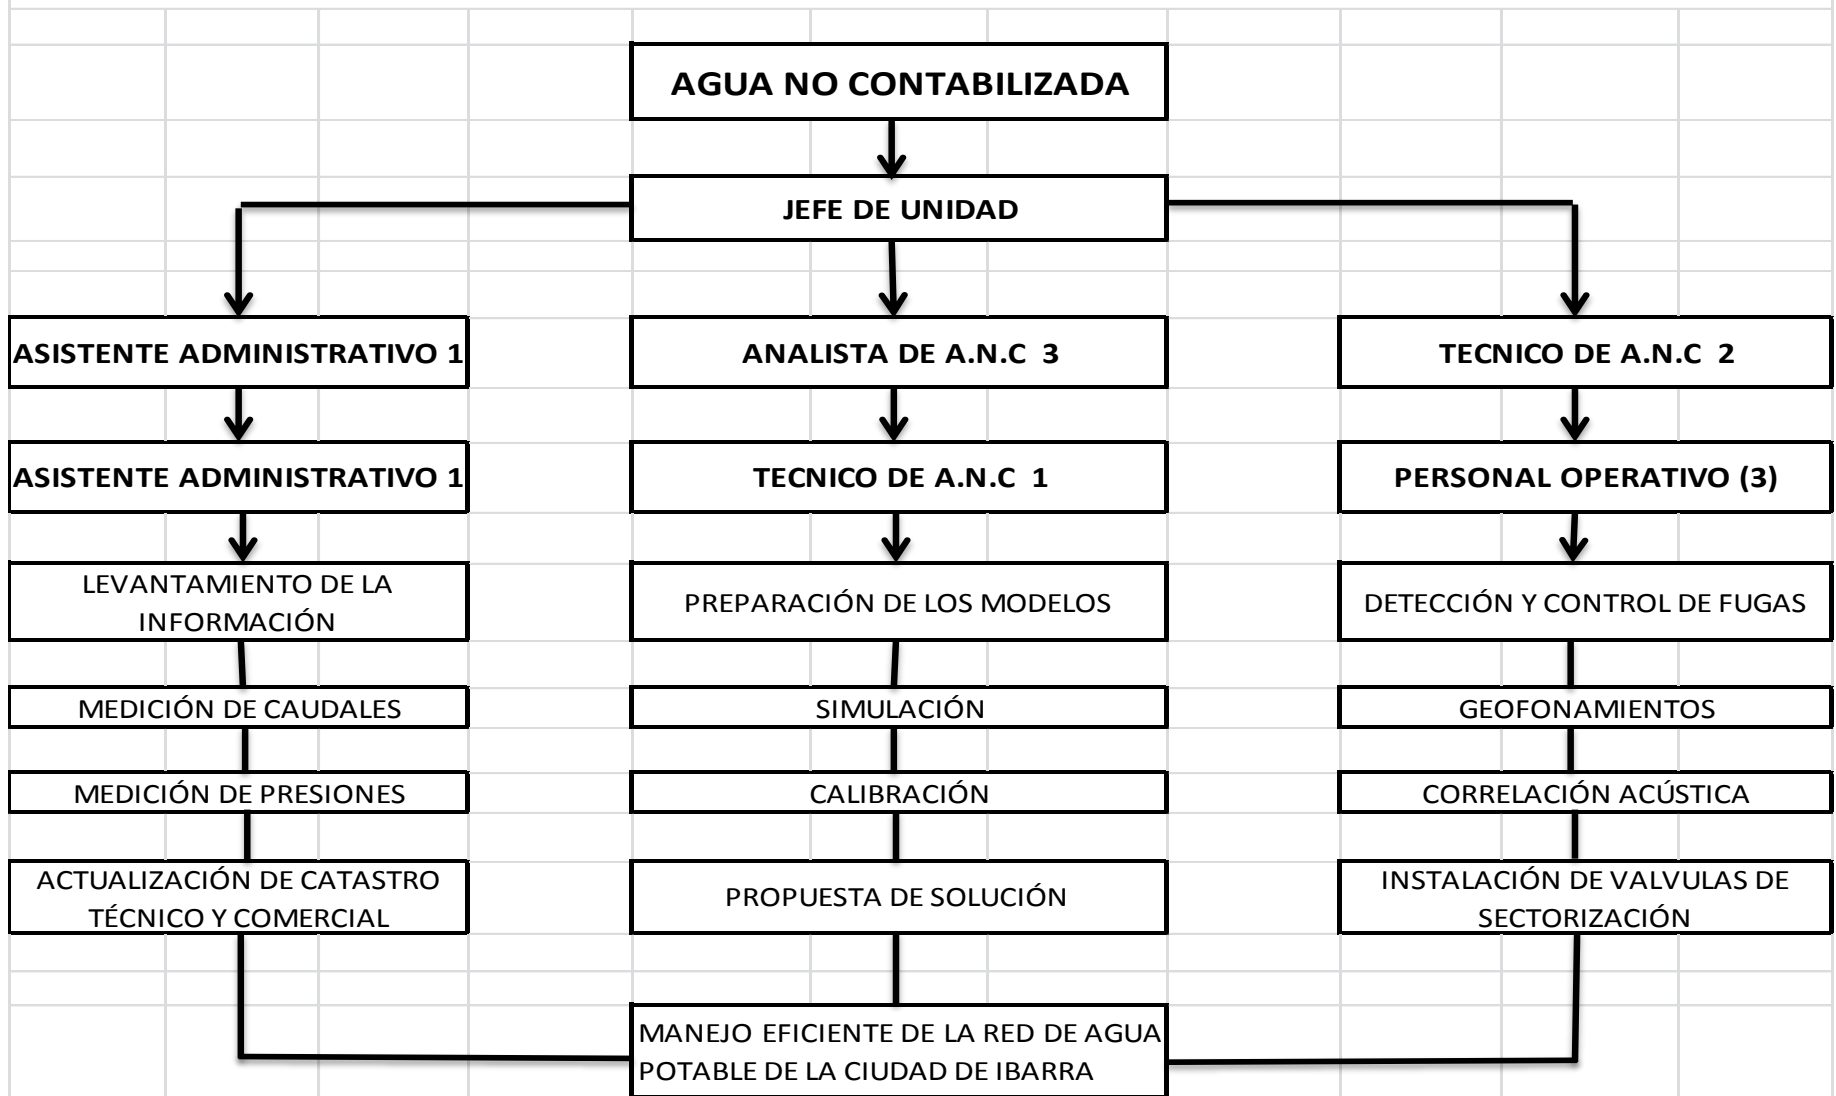 AGUA NO CONTABILIZADA
JEFE DE UNIDAD
ASISTENTE ADMINISTRATIVO 1
ANALISTA DE A.N.C 3
TECNICO DE A.N.C 2
ASISTENTE ADMINISTRATIVO 1
TECNICO DE A.N.C 1
PERSONAL OPERATIVO (3)
LEVANTAMIENTO DE LA
INFORMACIÓN
PREPARACIÓN DE LOS MODELOS
DETECCIÓN Y CONTROL DE FUGAS
MEDICIÓN DE CAUDALES
SIMULACIÓN
GEOFONAMIENTOS
MEDICIÓN DE PRESIONES
CALIBRACIÓN
CORRELACIÓN ACÚSTICA
ACTUALIZACIÓN DE CATASTRO
TÉCNICO Y COMERCIAL
PROPUESTA DE SOLUCIÓN
INSTALACIÓN DE VALVULAS DE
SECTORIZACIÓN
MANEJO EFICIENTE DE LA RED DE AGUA
POTABLE DE LA CIUDAD DE IBARRA